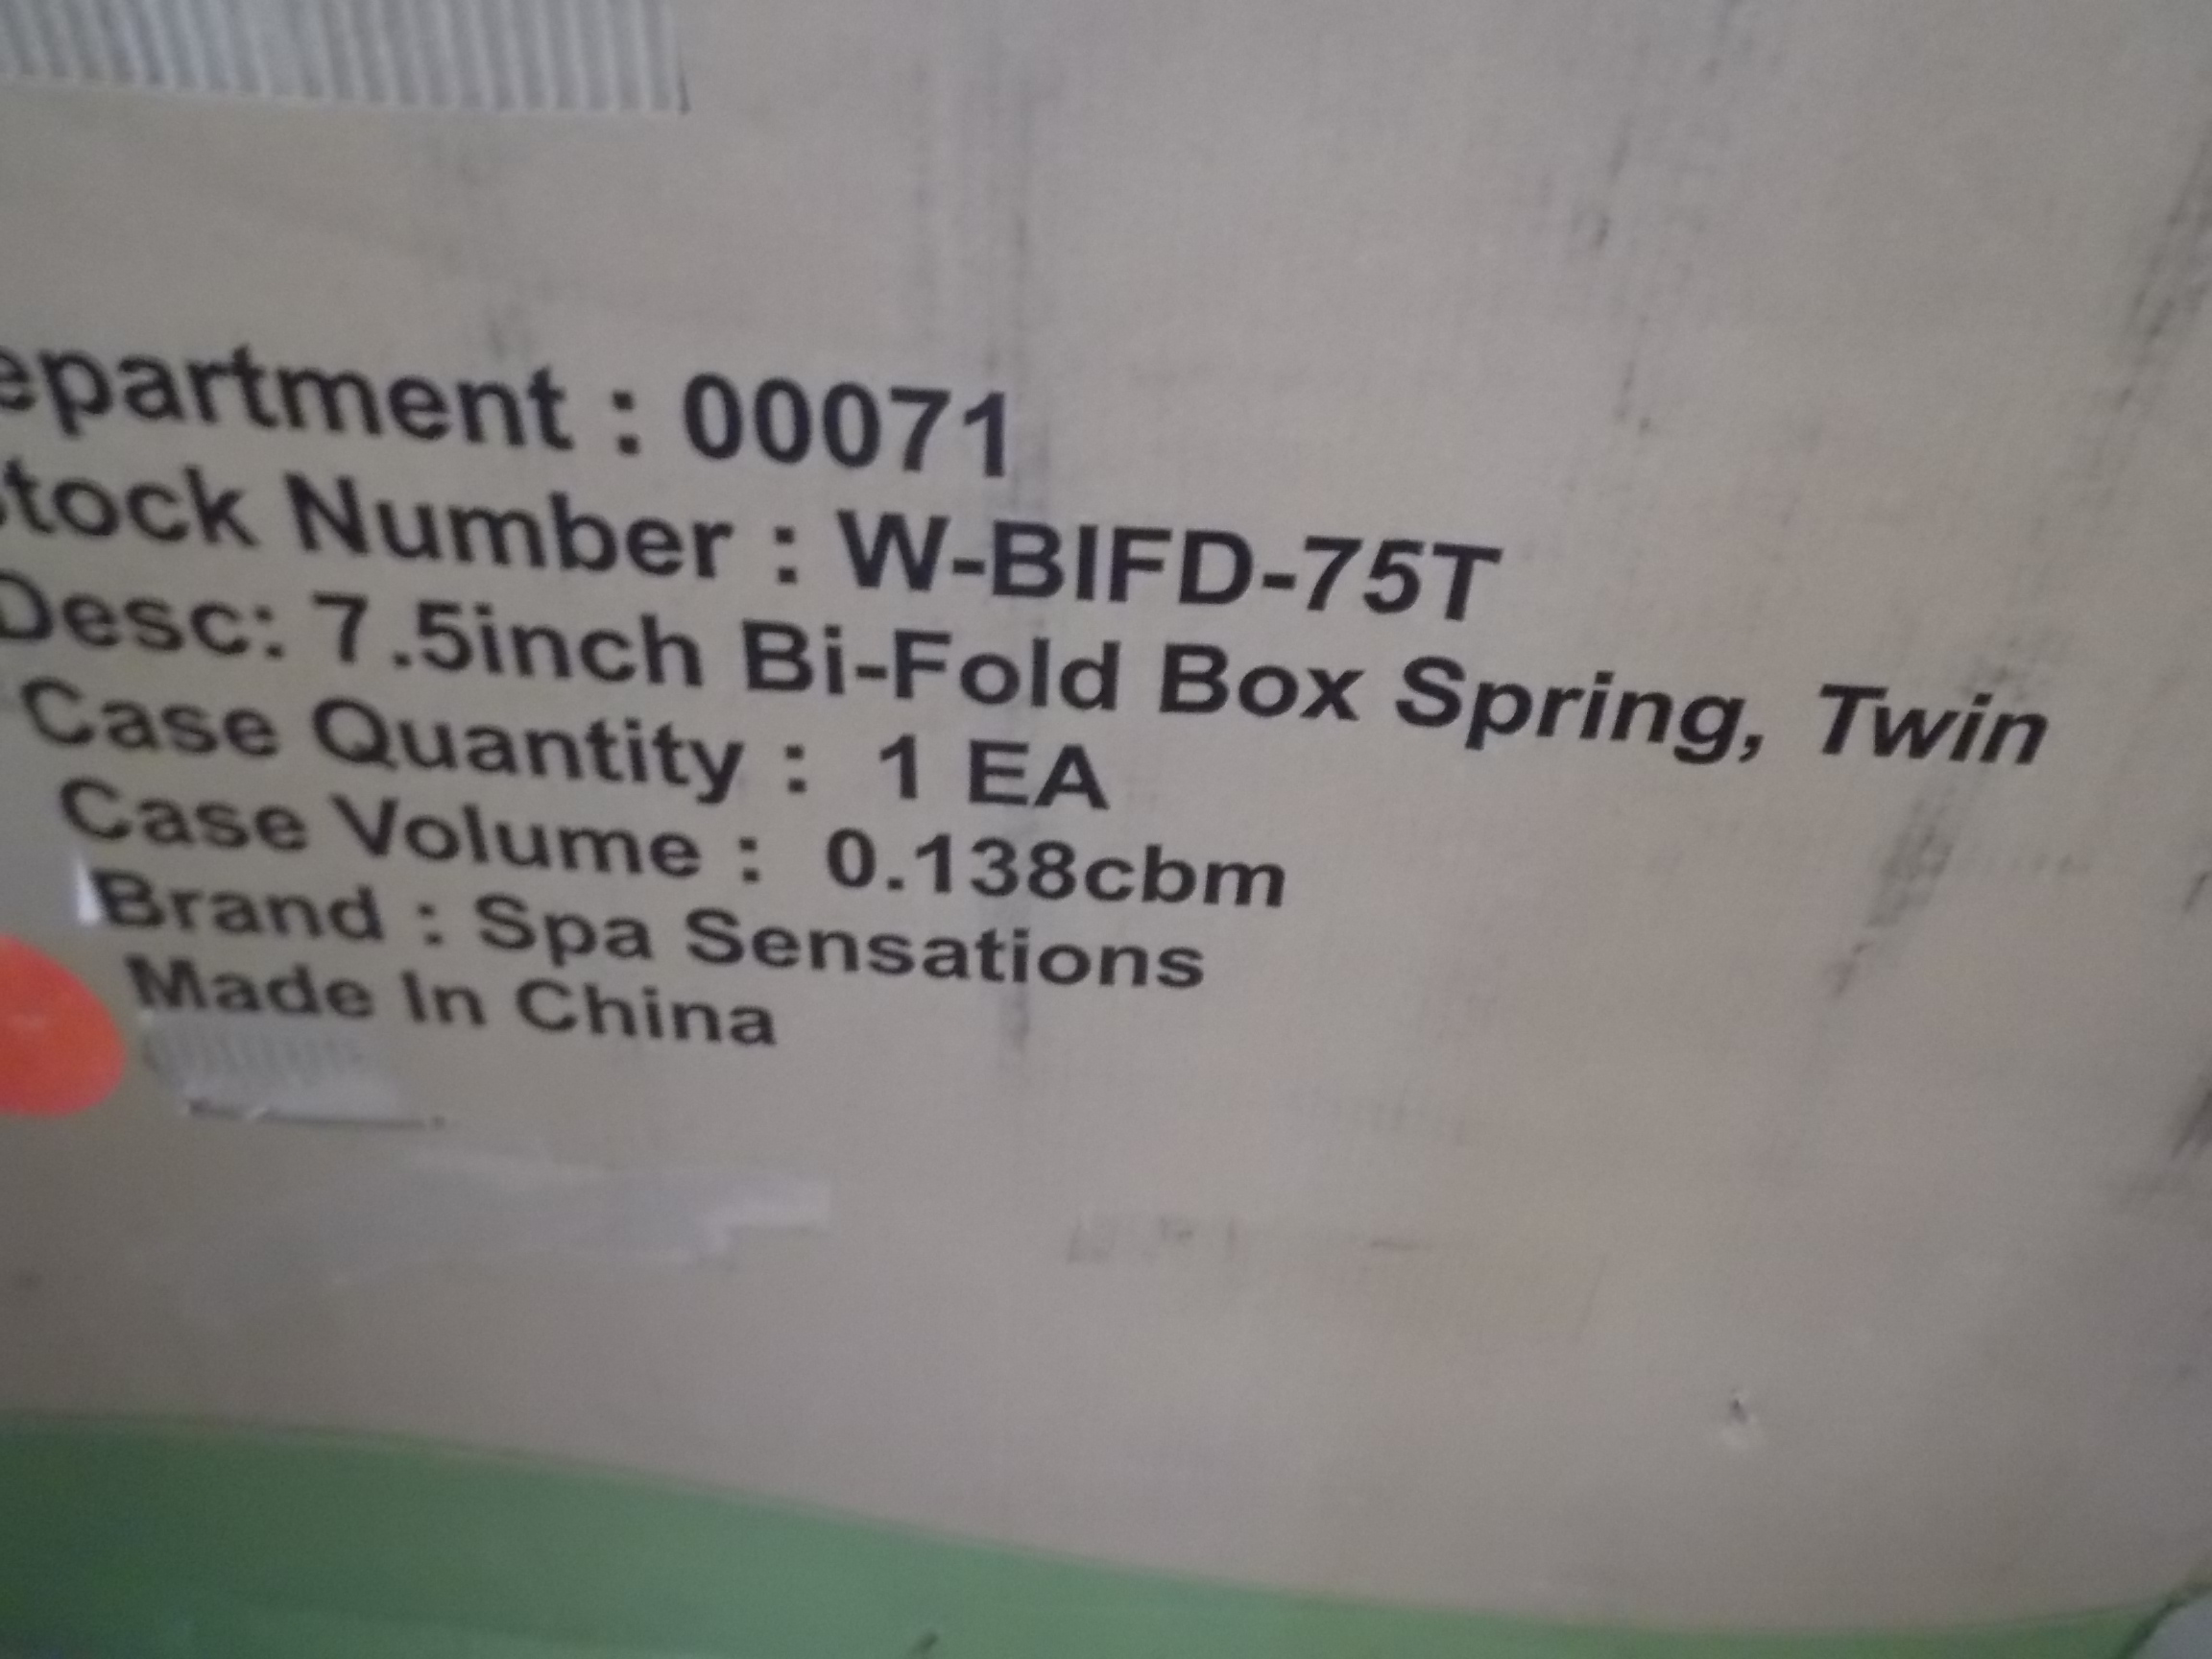 epartment : 00071
Stock Number : W-BIFD-75T
Desc: 7.5inch Bi-Fold Box Spring, Twin
Case Quantity : 1 EA
Case Volume : 0.138cbm
Brand : Spa Sensations
Made In China